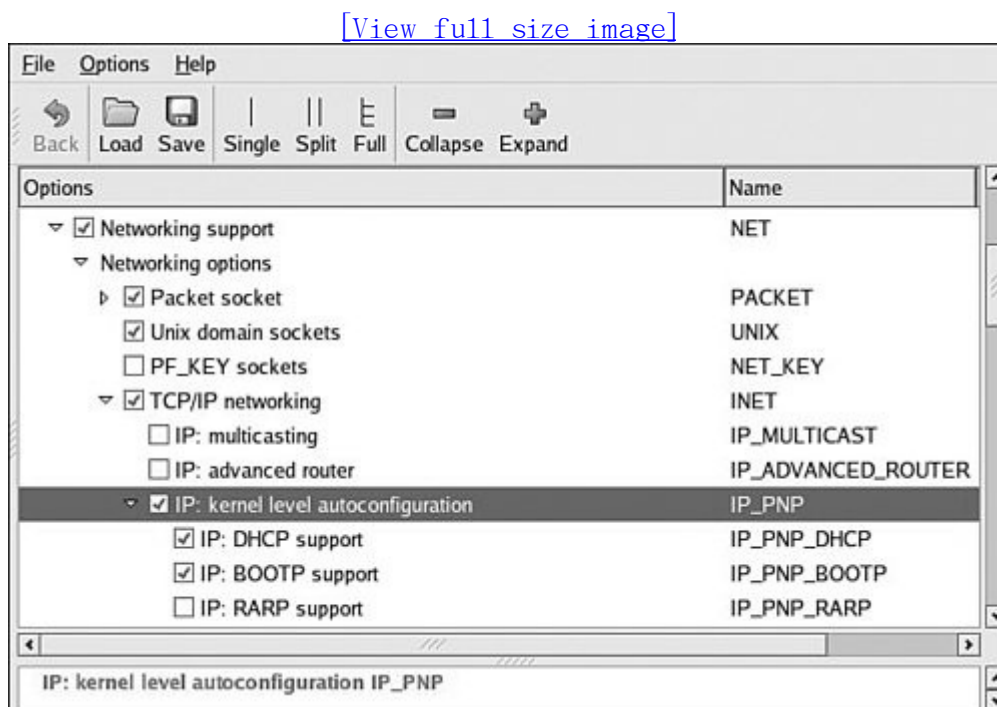 [View full size image]
File Options Help
Back Load Save Single Split Full Collapse Expand
Options Name
Networking support NET
Networking options
Packet socket PACKET
Unix domain sockets UNIX
PF_KEY sockets NET_KEY
TCP/IP networking INET
IP: multicasting IP_MULTICAST
IP: advanced router IP_ADVANCED_ROUTER
IP: kernel level autoconfiguration IP_PNP
IP: DHCP support IP_PNP_DHCP
IP: BOOTP support IP_PNP_BOOTP
IP: RARP support IP_PNP_RARP
IP: kernel level autoconfiguration IP_PNP